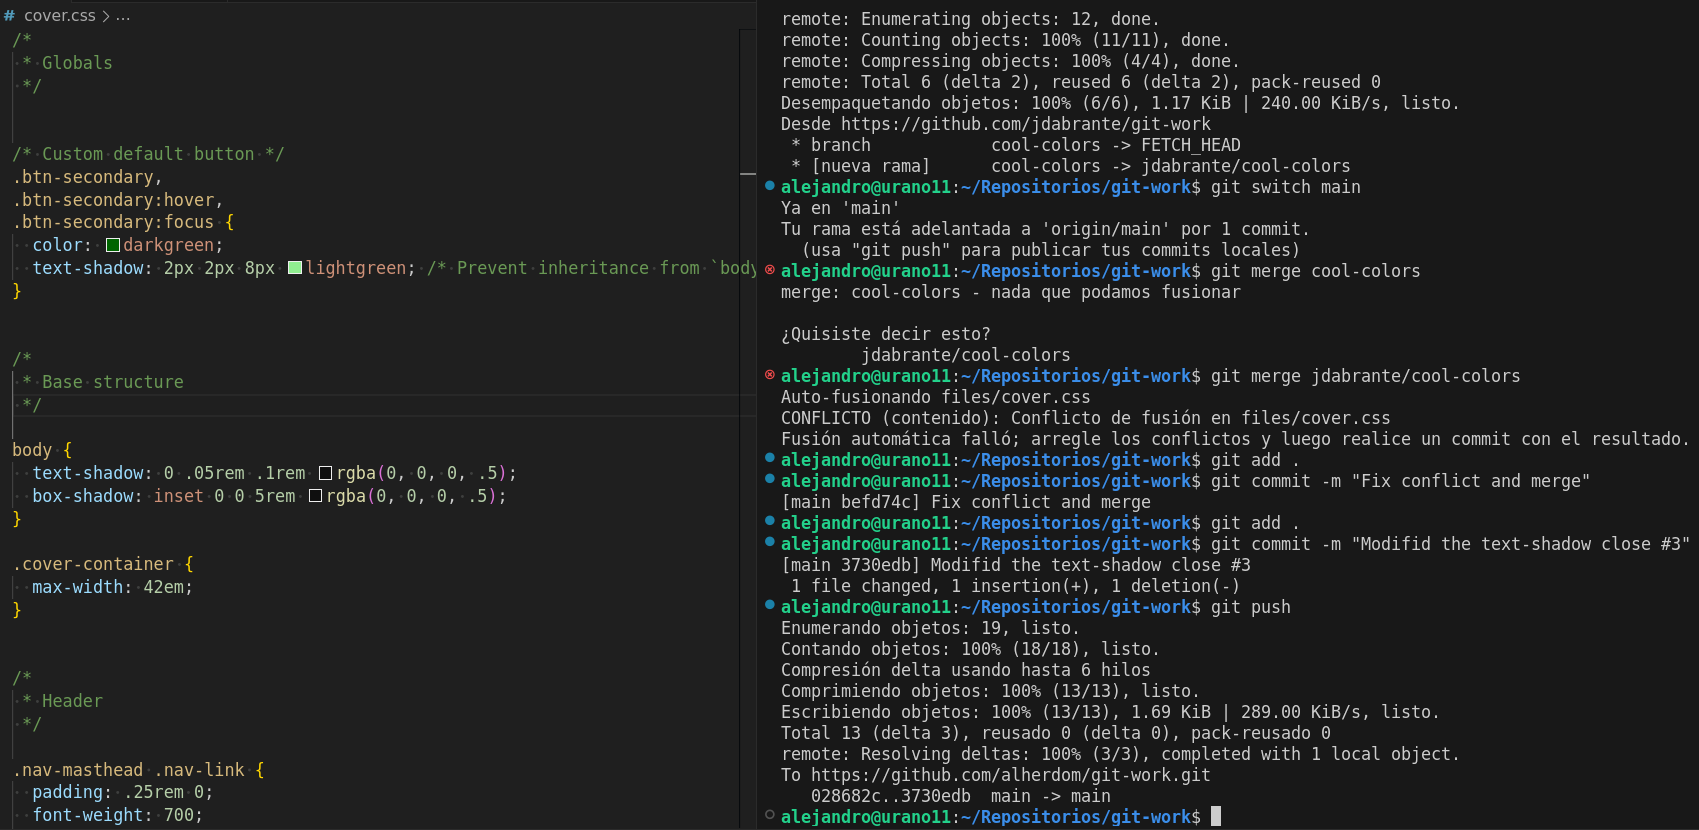 # cover.css > ...
/*
 * Globals
 */
/* Custom default button */
.btn-secondary,
.btn-secondary:hover,
.btn-secondary:focus {
  color: darkgreen;
  text-shadow: 2px 2px 8px lightgreen; /* Prevent inheritance from `body
}
/*
 * Base structure
 */
body {
  text-shadow: 0 .05rem .1rem rgba(0, 0, 0, .5);
  box-shadow: inset 0 0 5rem rgba(0, 0, 0, .5);
}
.cover-container {
  max-width: 42em;
}
/*
 * Header
 */
.nav-masthead .nav-link {
  padding: .25rem 0;
  font-weight: 700;
remote: Enumerating objects: 12, done.
remote: Counting objects: 100% (11/11), done.
remote: Compressing objects: 100% (4/4), done.
remote: Total 6 (delta 2), reused 6 (delta 2), pack-reused 0
Desempaquetando objetos: 100% (6/6), 1.17 KiB | 240.00 KiB/s, listo.
Desde https://github.com/jdabrante/git-work
 * branch            cool-colors -> FETCH_HEAD
 * [nueva rama]      cool-colors -> jdabrante/cool-colors
alejandro@urano11:~/Repositorios/git-work$ git switch main
Ya en 'main'
Tu rama está adelantada a 'origin/main' por 1 commit.
  (usa "git push" para publicar tus commits locales)
alejandro@urano11:~/Repositorios/git-work$ git merge cool-colors
merge: cool-colors - nada que podamos fusionar
¿Quisiste decir esto?
        jdabrante/cool-colors
alejandro@urano11:~/Repositorios/git-work$ git merge jdabrante/cool-colors
Auto-fusionando files/cover.css
CONFLICTO (contenido): Conflicto de fusión en files/cover.css
Fusión automática falló; arregle los conflictos y luego realice un commit con el resultado.
alejandro@urano11:~/Repositorios/git-work$ git add .
alejandro@urano11:~/Repositorios/git-work$ git commit -m "Fix conflict and merge"
[main befd74c] Fix conflict and merge
alejandro@urano11:~/Repositorios/git-work$ git add .
alejandro@urano11:~/Repositorios/git-work$ git commit -m "Modifid the text-shadow close #3"
[main 3730edb] Modifid the text-shadow close #3
 1 file changed, 1 insertion(+), 1 deletion(-)
alejandro@urano11:~/Repositorios/git-work$ git push
Enumerando objetos: 19, listo.
Contando objetos: 100% (18/18), listo.
Compresión delta usando hasta 6 hilos
Comprimiendo objetos: 100% (13/13), listo.
Escribiendo objetos: 100% (13/13), 1.69 KiB | 289.00 KiB/s, listo.
Total 13 (delta 3), reusado 0 (delta 0), pack-reusado 0
remote: Resolving deltas: 100% (3/3), completed with 1 local object.
To https://github.com/alherdom/git-work.git
   028682c..3730edb  main -> main
alejandro@urano11:~/Repositorios/git-work$